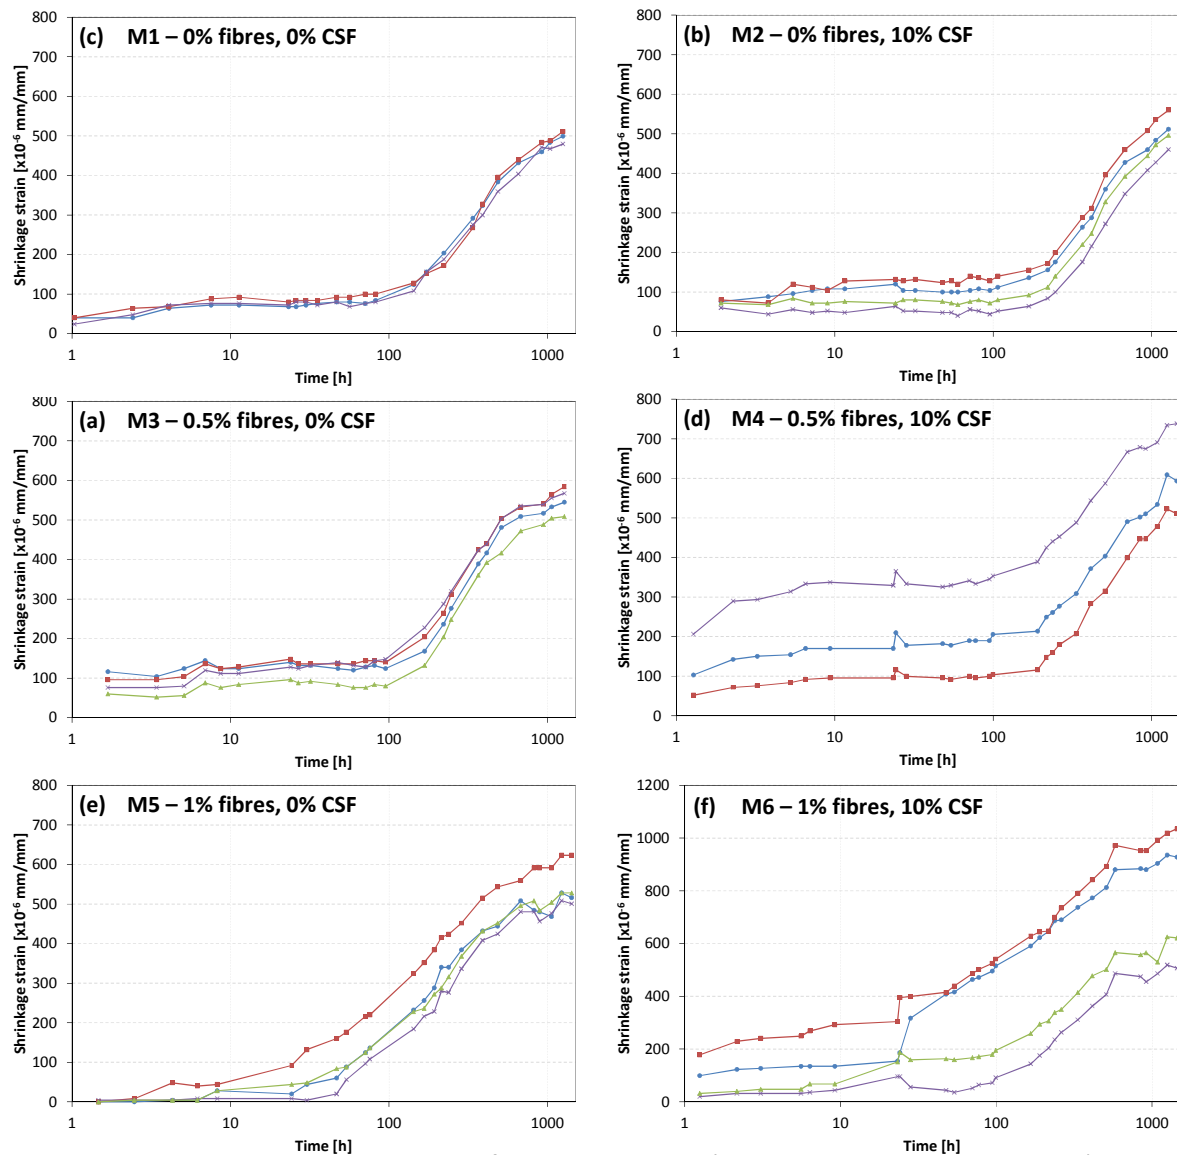 (c) M1 – 0% fibres, 0% CSF
Shrinkage strain [x10⁻⁶ mm/mm]
800
700
600
500
400
300
200
100
0
1 10 100 1000
Time [h]
(b) M2 – 0% fibres, 10% CSF
Shrinkage strain [x10⁻⁶ mm/mm]
800
700
600
500
400
300
200
100
0
1 10 100 1000
Time [h]
(a) M3 – 0.5% fibres, 0% CSF
Shrinkage strain [x10⁻⁶ mm/mm]
800
700
600
500
400
300
200
100
0
1 10 100 1000
Time [h]
(d) M4 – 0.5% fibres, 10% CSF
Shrinkage strain [x10⁻⁶ mm/mm]
800
700
600
500
400
300
200
100
0
1 10 100 1000
Time [h]
(e) M5 – 1% fibres, 0% CSF
Shrinkage strain [x10⁻⁶ mm/mm]
800
700
600
500
400
300
200
100
0
1 10 100 1000
Time [h]
(f) M6 – 1% fibres, 10% CSF
Shrinkage strain [x10⁻⁶ mm/mm]
1200
1000
800
600
400
200
0
1 10 100 1000
Time [h]